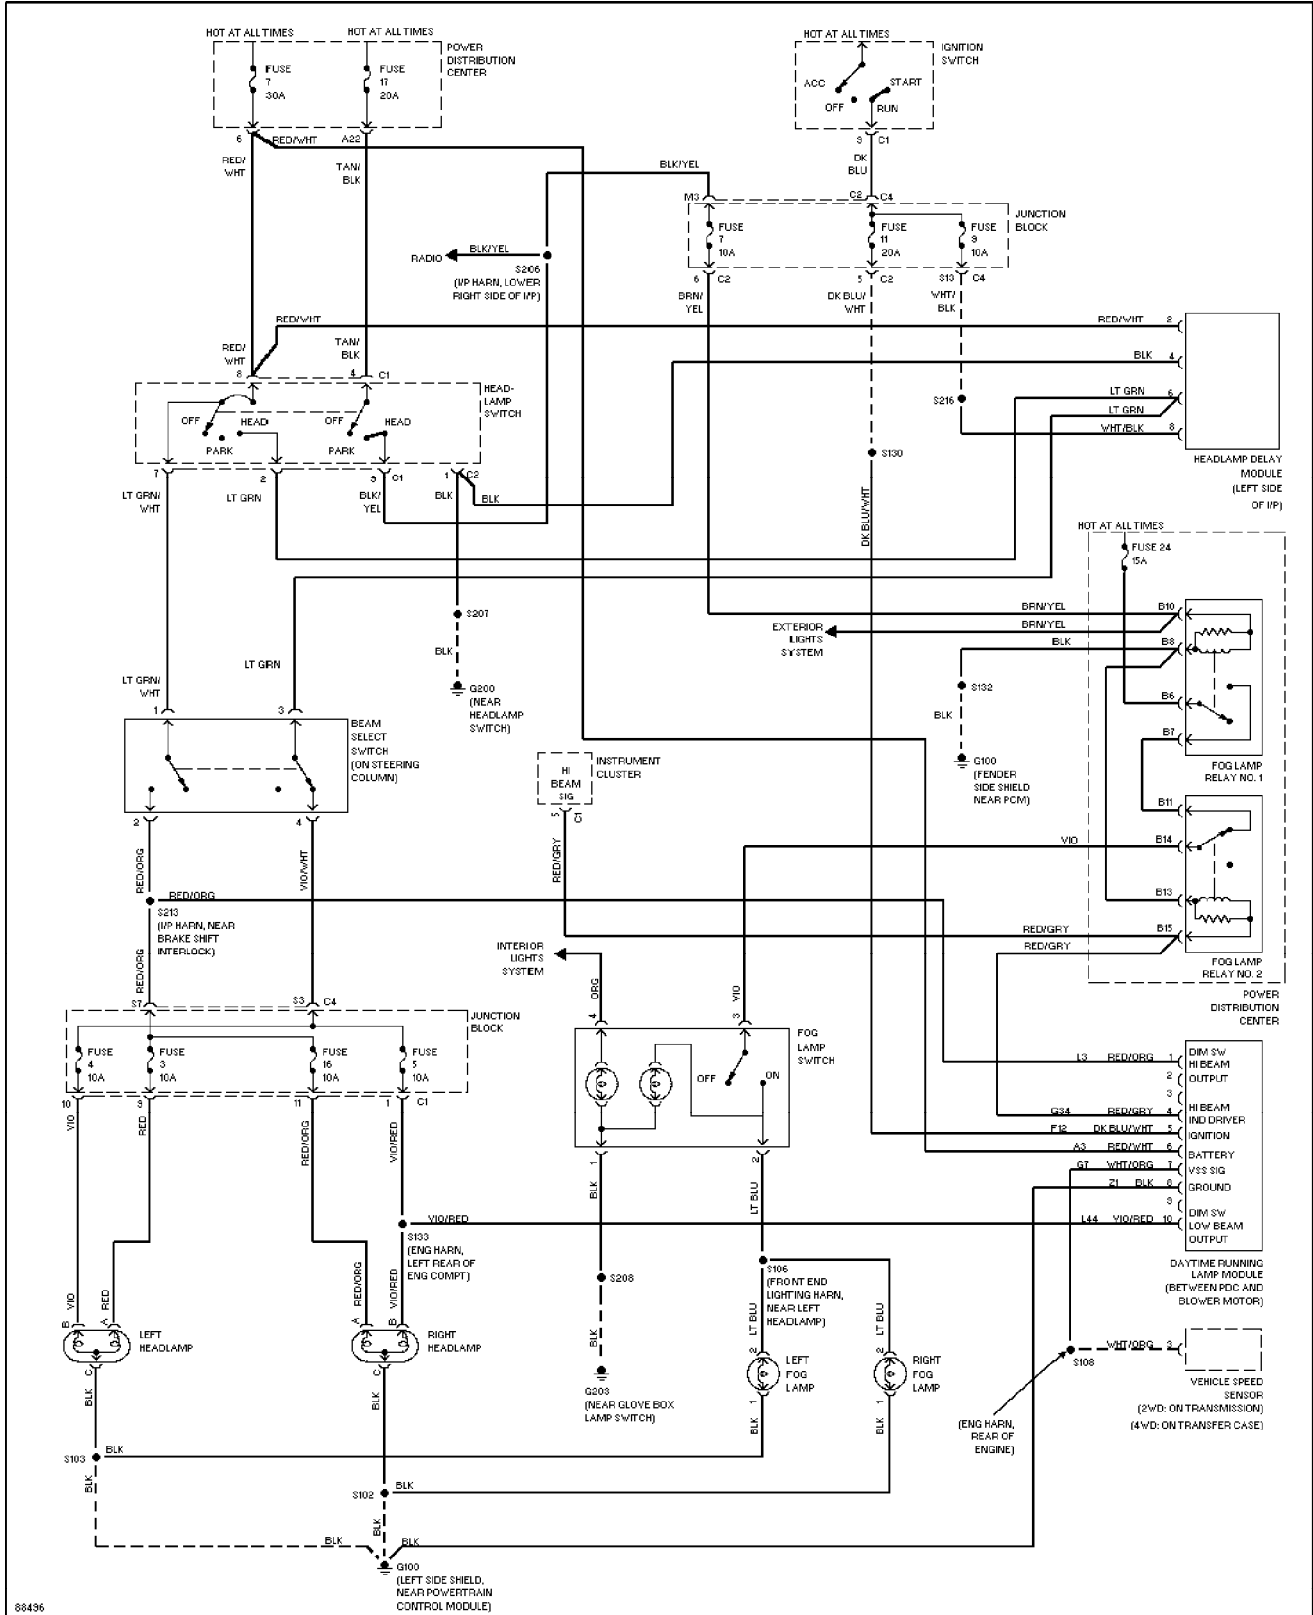 HOT AT ALL TIMES
HOT AT ALL TIMES
POWER
DISTRIBUTION
CENTER
FUSE
7
30A
FUSE
17
20A
6
RED/WHT
A22
RED/
WHT
TAN/
BLK
HOT AT ALL TIMES
IGNITION
SWITCH
ACC
START
OFF
RUN
9
C1
DK
BLU
BLK/YEL
M3
C2
C4
JUNCTION
BLOCK
FUSE
7
10A
FUSE
11
20A
FUSE
9
10A
6
C2
5
C2
S13
C4
BRN/
YEL
DK BLU/
WHT
WHT/
BLK
RADIO
BLK/YEL
S206
(I/P HARN, LOWER
RIGHT SIDE OF I/P)
RED/WHT
RED/
WHT
TAN/
BLK
8
4
C1
HEAD-
LAMP
SWITCH
OFF
HEAD
PARK
OFF
HEAD
PARK
7
2
9
C1
1
C2
LT GRN/
WHT
LT GRN
BLK/
YEL
BLK
BLK
RED/WHT
2
BLK
4
LT GRN
6
LT GRN
WHT/BLK
8
S216
S130
HEADLAMP DELAY
MODULE
(LEFT SIDE
OF I/P)
DK BLU/WHT
HOT AT ALL TIMES
FUSE 24
15A
BRN/YEL
B10
BRN/YEL
EXTERIOR
LIGHTS
SYSTEM
BLK
B8
S132
BLK
B6
B7
G100
(FENDER
SIDE SHIELD
NEAR PCM)
FOG LAMP
RELAY NO. 1
B11
VIO
B14
B13
RED/GRY
B15
RED/GRY
FOG LAMP
RELAY NO. 2
POWER
DISTRIBUTION
CENTER
S207
BLK
G200
(NEAR
HEADLAMP
SWITCH)
LT GRN
LT GRN/
WHT
1
3
BEAM
SELECT
SWITCH
(ON STEERING
COLUMN)
2
4
HI
BEAM
SIG
INSTRUMENT
CLUSTER
5
C1
RED/GRY
RED/ORG
VIO/WHT
RED/ORG
S213
(I/P HARN, NEAR
BRAKE SHIFT
INTERLOCK)
RED/ORG
S7
S3
C4
JUNCTION
BLOCK
FUSE
4
10A
FUSE
3
10A
FUSE
16
10A
FUSE
5
10A
10
9
11
1
C1
VIO
RED
RED/ORG
VIO/RED
INTERIOR
LIGHTS
SYSTEM
ORG
VIO
4
3
FOG
LAMP
SWITCH
OFF
ON
1
2
BLK
LT BLU
VIO/RED
S133
(ENG HARN,
LEFT REAR OF
ENG COMPT)
S208
BLK
G203
(NEAR GLOVE BOX
LAMP SWITCH)
S106
(FRONT END
LIGHTING HARN,
NEAR LEFT
HEADLAMP)
LT BLU
LT BLU
2
2
LEFT
FOG
LAMP
RIGHT
FOG
LAMP
1
1
BLK
BLK
L3
RED/ORG
1
2
3
G34
RED/GRY
4
F12
DK BLU/WHT
5
A3
RED/WHT
6
G7
WHT/ORG
7
Z1
BLK
8
9
L44
VIO/RED
10
DIM SW
HI BEAM
OUTPUT
HI BEAM
IND DRIVER
IGNITION
BATTERY
VSS SIG
GROUND
DIM SW
LOW BEAM
OUTPUT
DAYTIME RUNNING
LAMP MODULE
(BETWEEN PDC AND
BLOWER MOTOR)
WHT/ORG
3
S108
(ENG HARN,
REAR OF
ENGINE)
VEHICLE SPEED
SENSOR
(2WD: ON TRANSMISSION)
(4WD: ON TRANSFER CASE)
VIO
RED
RED/ORG
VIO/RED
B
A
A
B
LEFT
HEADLAMP
RIGHT
HEADLAMP
C
C
BLK
BLK
S103
BLK
BLK
S102
BLK
BLK
BLK
BLK
G100
(LEFT SIDE SHIELD,
NEAR POWERTRAIN
CONTROL MODULE)
88496